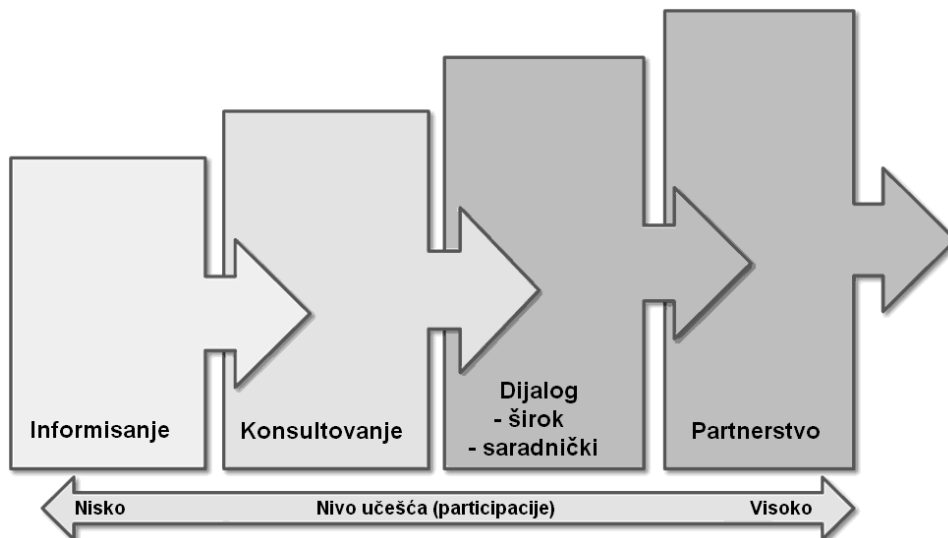 Informisanje
Konsultovanje
Dijalog
- širok
- saradnički
Partnerstvo
Nisko
Nivo učešća (participacije)
Visoko